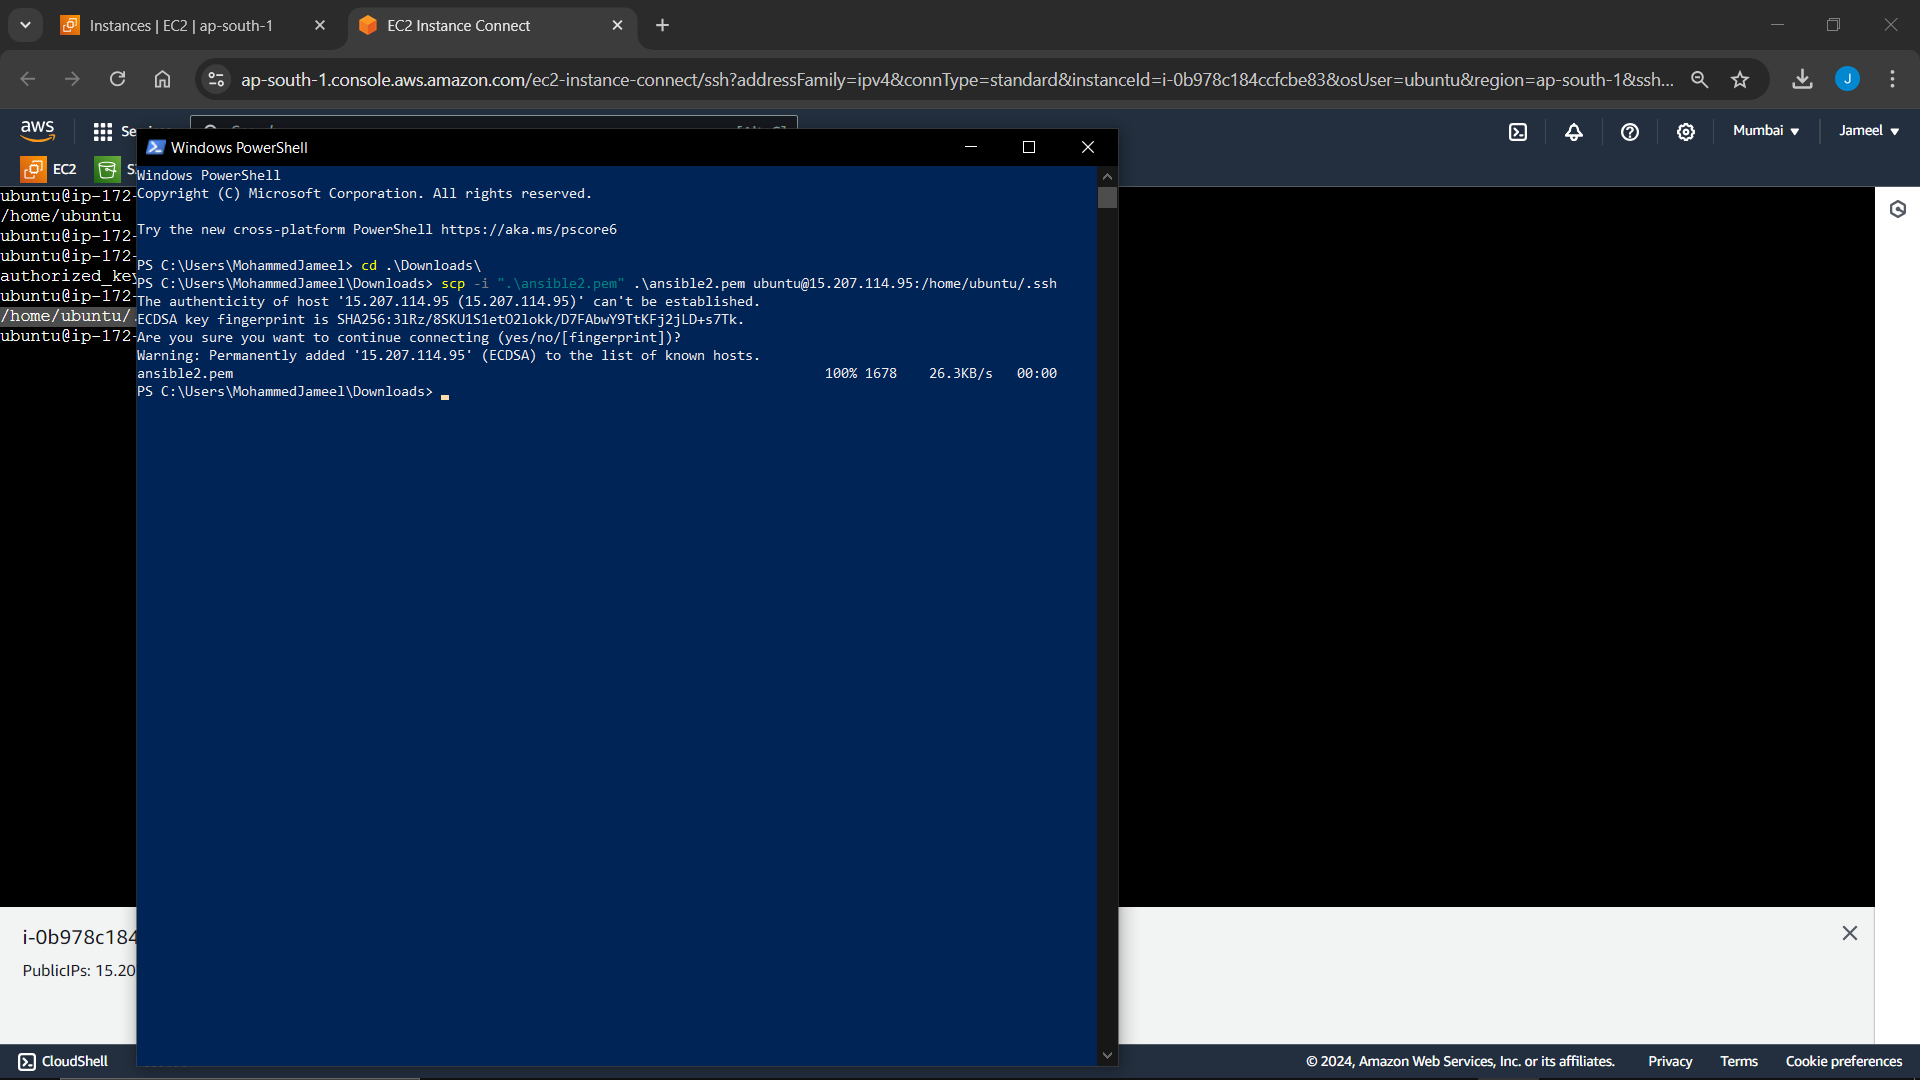 Instances | EC2 | ap-south-1
EC2 Instance Connect
ap-south-1.console.aws.amazon.com/ec2-instance-connect/ssh?addressFamily=ipv4&connType=standard&instanceId=i-0b978c184ccfcbe83&osUser=ubuntu&region=ap-south-1&ssh...
J
aws
Mumbai
Jameel
EC2
ubuntu@ip-172-
/home/ubuntu
ubuntu@ip-172-
ubuntu@ip-172-
authorized_key
ubuntu@ip-172-
/home/ubuntu/
ubuntu@ip-172-
Windows PowerShell
Windows PowerShell
Copyright (C) Microsoft Corporation. All rights reserved.
Try the new cross-platform PowerShell https://aka.ms/pscore6
PS C:\Users\MohammedJameel> cd .\Downloads\
PS C:\Users\MohammedJameel\Downloads> scp -i ".\ansible2.pem" .\ansible2.pem ubuntu@15.207.114.95:/home/ubuntu/.ssh
The authenticity of host '15.207.114.95 (15.207.114.95)' can't be established.
ECDSA key fingerprint is SHA256:3lRz/8SKU1S1etO2lokk/D7FAbwY9TtKFj2jLD+s7Tk.
Are you sure you want to continue connecting (yes/no/[fingerprint])?
Warning: Permanently added '15.207.114.95' (ECDSA) to the list of known hosts.
ansible2.pem 100% 1678 26.3KB/s 00:00
PS C:\Users\MohammedJameel\Downloads>
i-0b978c184
PublicIPs: 15.20
CloudShell
© 2024, Amazon Web Services, Inc. or its affiliates.
Privacy
Terms
Cookie preferences